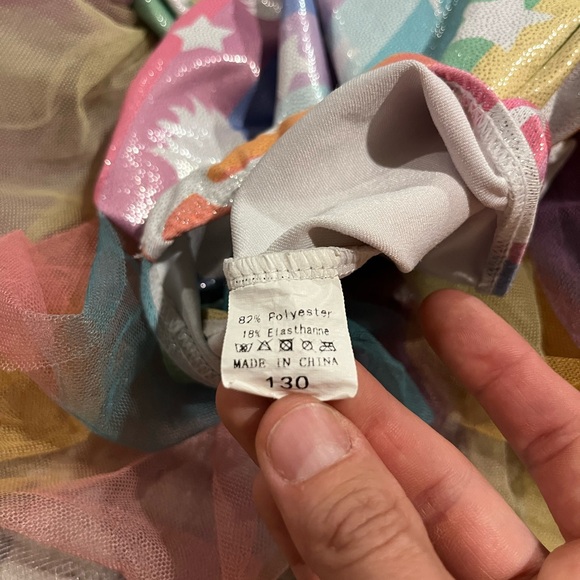 82% Polyester
18% Elasthanne
MADE IN CHINA
130